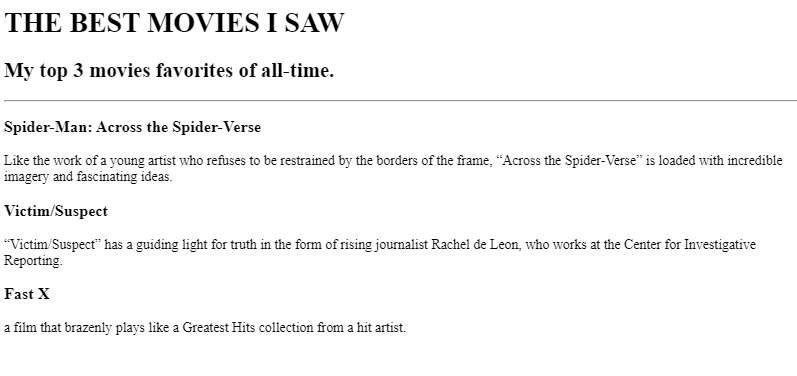 THE BEST MOVIES I SAW
My top 3 movies favorites of all-time.
Spider-Man: Across the Spider-Verse
Like the work of a young artist who refuses to be restrained by the borders of the frame, “Across the Spider-Verse” is loaded with incredible
imagery and fascinating ideas.
Victim/Suspect
“Victim/Suspect” has a guiding light for truth in the form of rising journalist Rachel de Leon, who works at the Center for Investigative
Reporting.
Fast X
a film that brazenly plays like a Greatest Hits collection from a hit artist.